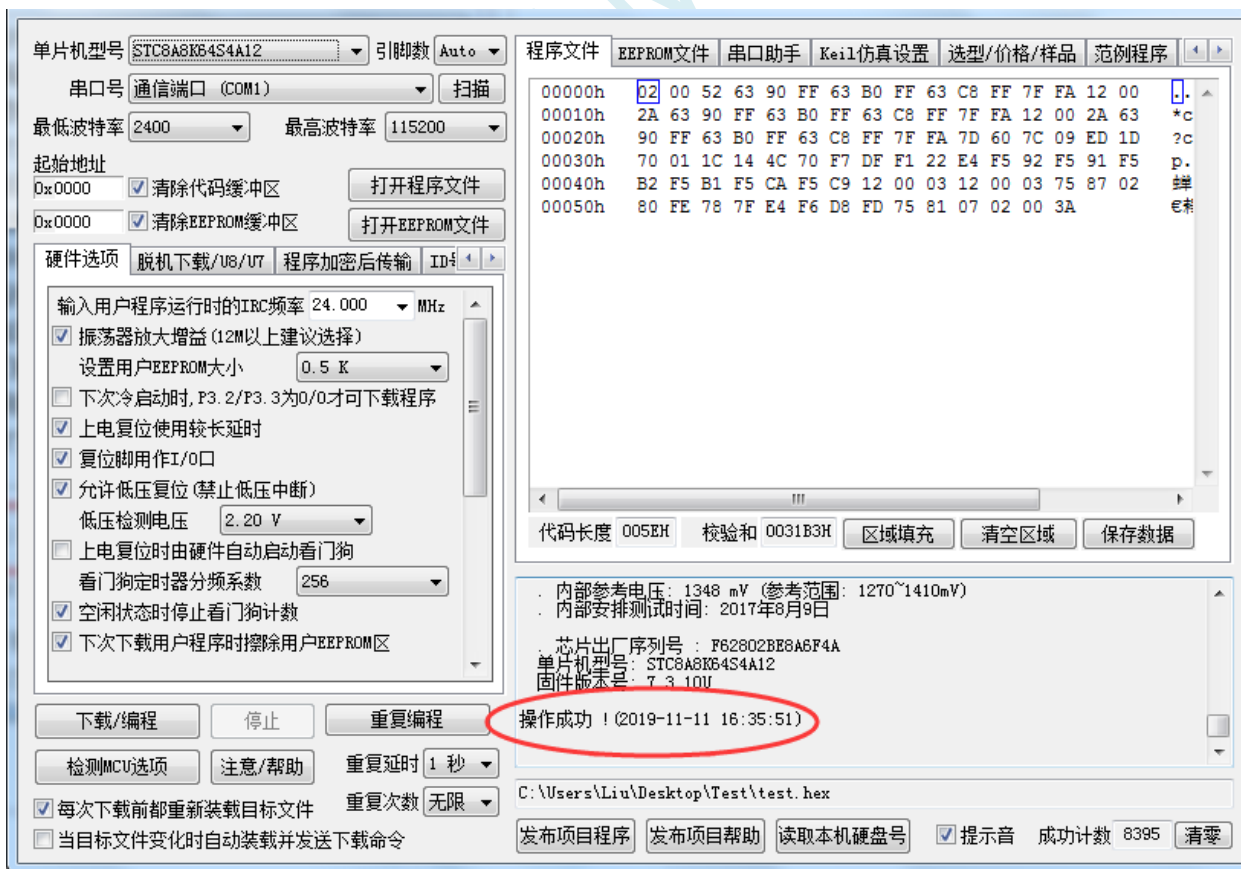 单片机型号 STC8A8K64S4A12 引脚数 Auto
串口号 通信端口 (COM1) 扫描
最低波特率 2400 最高波特率 115200
起始地址
0x0000 清除代码缓冲区 打开程序文件
0x0000 清除EEPROM缓冲区 打开EEPROM文件
硬件选项 脱机下载/U8/U7 程序加密后传输
输入用户程序运行时的IRC频率 24.000 MHz
振荡器放大增益(12M以上建议选择)
设置用户EEPROM大小 0.5 K
下次冷启动时,P3.2/P3.3为0/0才可下载程序
上电复位使用较长延时
复位脚用作I/O口
允许低压复位(禁止低压中断)
低压检测电压 2.20 V
上电复位时由硬件自动启动看门狗
看门狗定时器分频系数 256
空闲状态时停止看门狗计数
下次下载用户程序时擦除用户EEPROM区
下载/编程 停止 重复编程
检测MCU选项 注意/帮助 重复延时 1 秒
重复次数 无限
每次下载前都重新装载目标文件
当目标文件变化时自动装载并发送下载命令
程序文件 EEPROM文件 串口助手 Keil仿真设置 选型/价格/样品 范例程序
00000h 02 00 52 63 90 FF 63 B0 FF 63 C8 FF 7F FA 12 00 ..
00010h 2A 63 90 FF 63 B0 FF 63 C8 FF 7F FA 12 00 2A 63 *c
00020h 90 FF 63 B0 FF 63 C8 FF 7F FA 7D 60 7C 09 ED 1D ?c
00030h 70 01 1C 14 4C 70 F7 DF F1 22 E4 F5 92 F5 91 F5 p.
00040h B2 F5 B1 F5 CA F5 C9 12 00 03 12 00 03 75 87 02
00050h 80 FE 78 7F E4 F6 D8 FD 75 81 07 02 00 3A
代码长度 005EH 校验和 0031B3H 区域填充 清空区域 保存数据
. 内部参考电压: 1348 mV (参考范围: 1270~1410mV)
. 内部安排测试时间: 2017年8月9日
. 芯片出厂序列号 : F62802BE8A6F4A
单片机型号: STC8A8K64S4A12
固件版本号: 7.3.10U
操作成功 !(2019-11-11 16:35:51)
C:\Users\Liu\Desktop\Test\test.hex
发布项目程序 发布项目帮助 读取本机硬盘号 提示音 成功计数 8395 清零